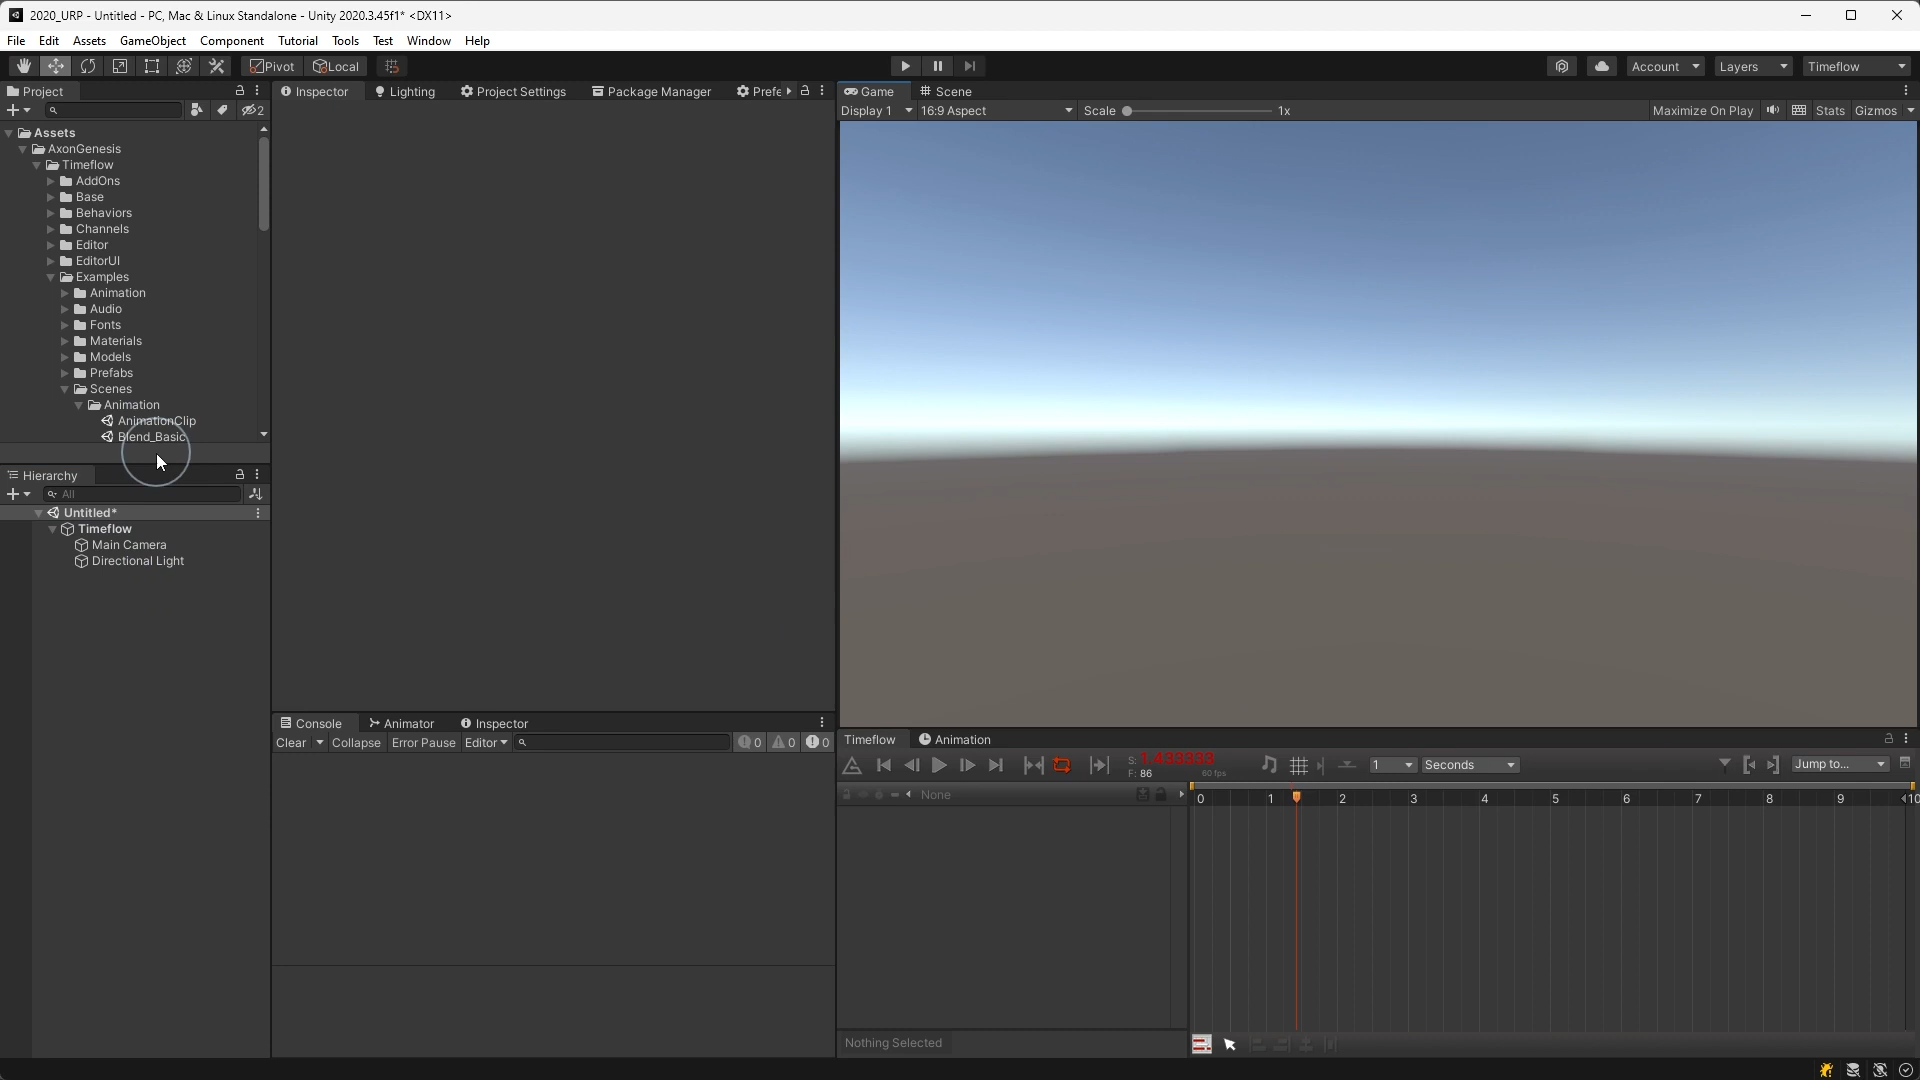 2020_URP - Untitled - PC, Mac & Linux Standalone - Unity 2020.3.45f1* <DX11>
File Edit Assets GameObject Component Tutorial Tools Test Window Help
Pivot Local Account Layers Timeflow
Project
2
Assets
AxonGenesis
Timeflow
AddOns
Base
Behaviors
Channels
Editor
EditorUI
Examples
Animation
Audio
Fonts
Materials
Models
Prefabs
Scenes
Animation
AnimationClip
Blend_Basic
Hierarchy
All
Untitled*
Timeflow
Main Camera
Directional Light
Inspector Lighting Project Settings Package Manager Prefe
Console Animator Inspector
Clear Collapse Error Pause Editor 0 0 0
Game Scene
Display 1 16:9 Aspect Scale 1x Maximize On Play Stats Gizmos
Timeflow Animation
S: 1.433333
F: 86 60 fps
1 Seconds Jump to...
None
0 1 2 3 4 5 6 7 8 9 10
Nothing Selected